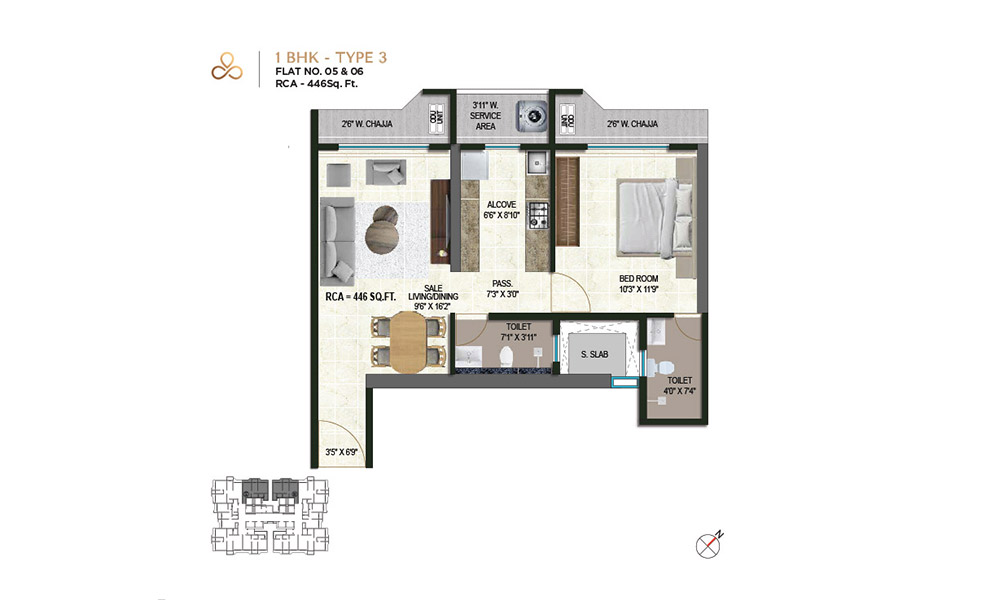 1 BHK - TYPE 3
FLAT NO. 05 & 06
RCA - 446Sq. Ft.
2'6" W. CHAJJA
ODU
UNIT
3'11" W.
SERVICE
AREA
ODU
UNIT
2'6" W. CHAJJA
ALCOVE
6'6" X 8'10"
BED ROOM
10'3" X 11'9"
PASS.
7'3" X 3'0"
SALE
LIVING/DINING
9'6" X 16'2"
RCA = 446 SQ.FT.
TOILET
7'1" X 3'11"
S. SLAB
TOILET
4'0" X 7'4"
3'5" X 6'9"
N